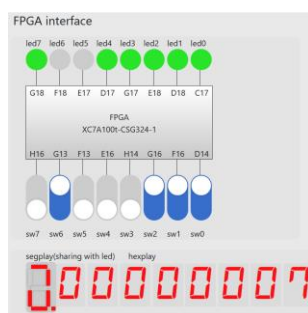 FPGA interface
led7 led6 led5 led4 led3 led2 led1 led0
G18 F18 E17 D17 G17 E18 D18 C17
FPGA
XC7A100t-CSG324-1
H16 G13 F13 E16 H14 G16 F16 D14
sw7 sw6 sw5 sw4 sw3 sw2 sw1 sw0
segplay(sharing with led) hexplay
00000007